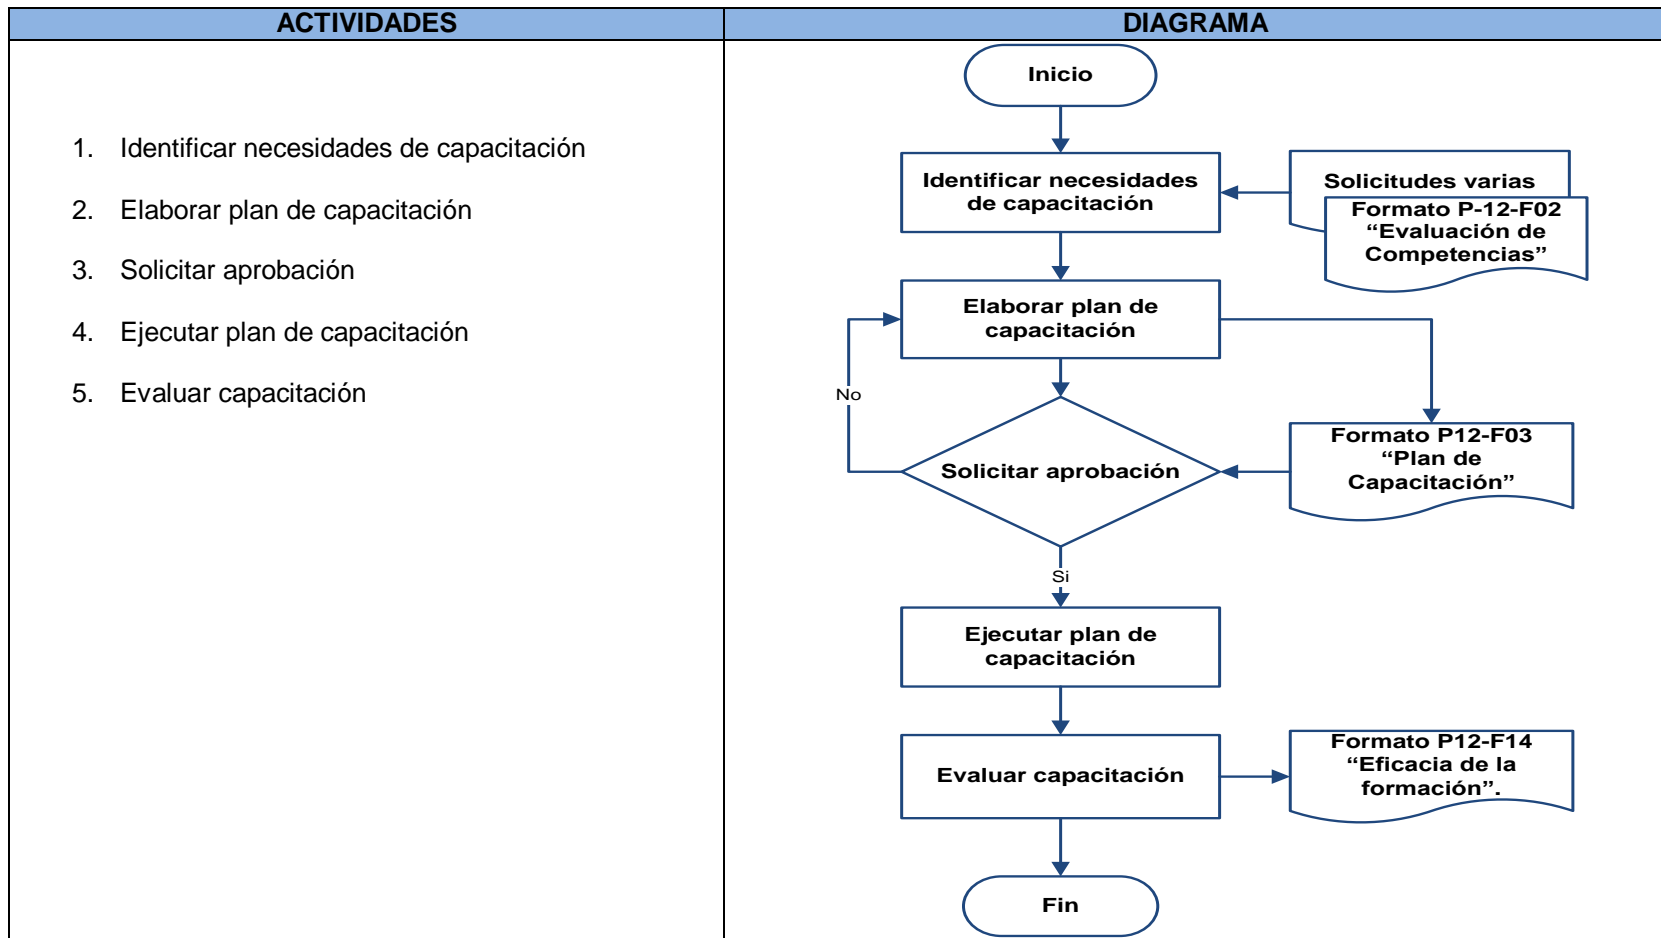 ACTIVIDADES
DIAGRAMA
1. Identificar necesidades de capacitación
2. Elaborar plan de capacitación
3. Solicitar aprobación
4. Ejecutar plan de capacitación
5. Evaluar capacitación
Inicio
Identificar necesidades
de capacitación
Solicitudes varias
Formato P-12-F02
“Evaluación de
Competencias”
Elaborar plan de
capacitación
No
Solicitar aprobación
Formato P12-F03
“Plan de
Capacitación”
Si
Ejecutar plan de
capacitación
Evaluar capacitación
Formato P12-F14
“Eficacia de la
formación”.
Fin